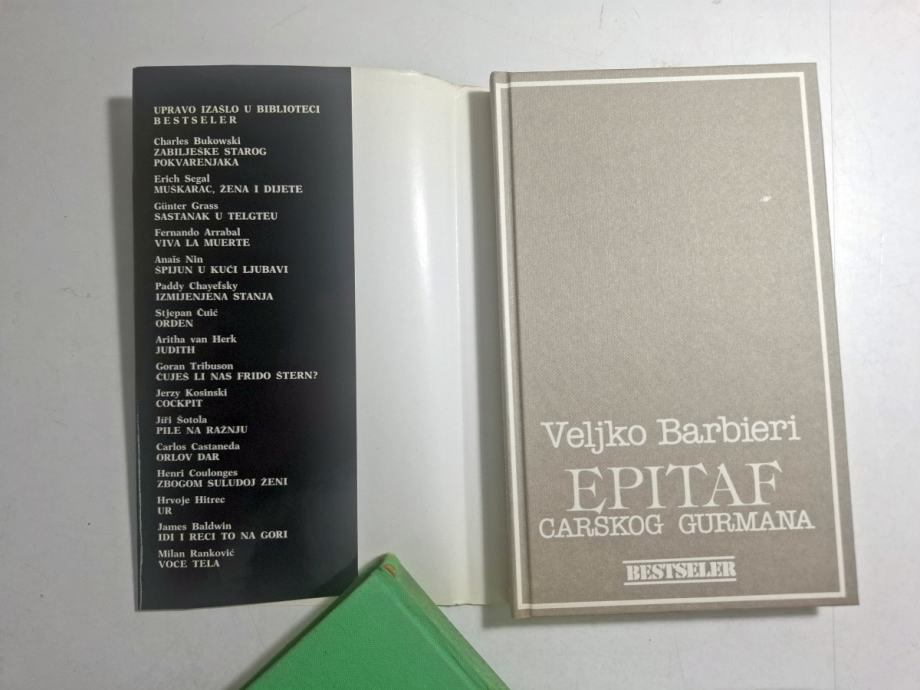 UPRAVO IZAŠLO U BIBLIOTECI
BESTSELER
Charles Bukowski
ZABILJEŠKE STAROG
POKVARENJAKA
Erich Segal
MUŠKARAC, ŽENA I DIJETE
Günter Grass
SASTANAK U TELGTEU
Fernando Arrabal
VIVA LA MUERTE
Anaïs Nin
ŠPIJUN U KUĆI LJUBAVI
Paddy Chayefsky
IZMIJENJENA STANJA
Stjepan Čuić
ORDEN
Aritha van Herk
JUDITH
Goran Tribuson
ČUJEŠ LI NAS FRIDO ŠTERN?
Jerzy Kosinski
COCKPIT
Jiří Šotola
PILE NA RAŽNJU
Carlos Castaneda
ORLOV DAR
Henri Coulonges
ZBOGOM SULUDOJ ŽENI
Hrvoje Hitrec
UR
James Baldwin
IDI I RECI TO NA GORI
Milan Ranković
VOĆE TELA
Veljko Barbieri
EPITAF
CARSKOG GURMANA
BESTSELER